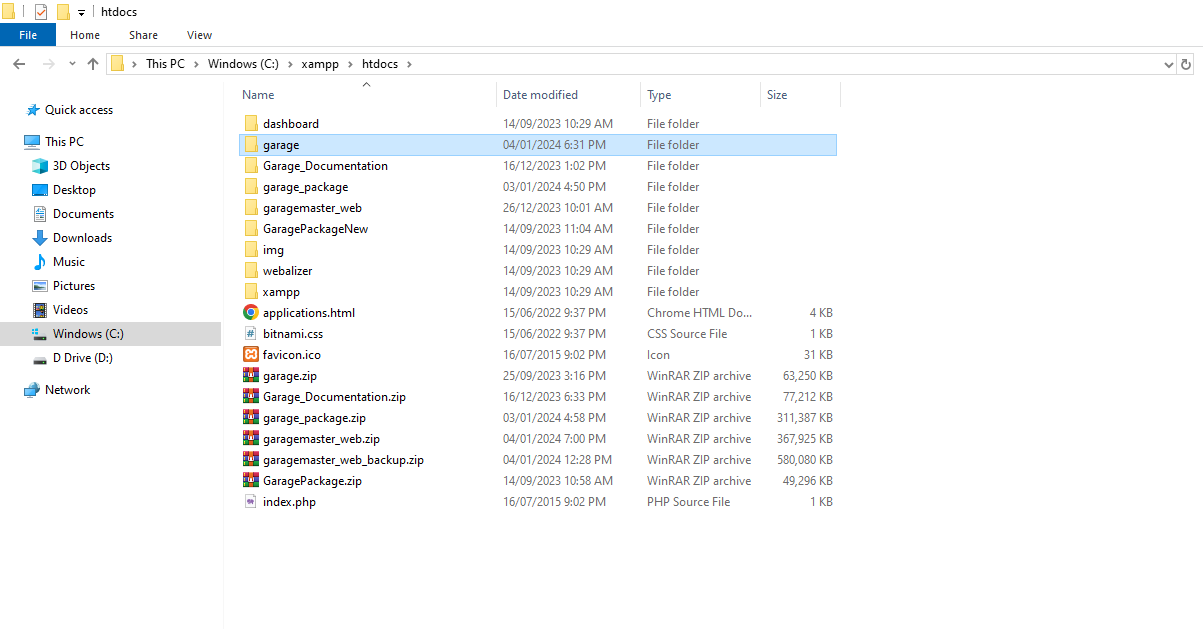 htdocs
File Home Share View
This PC Windows (C:) xampp htdocs
Name Date modified Type Size
Quick access
This PC
3D Objects
Desktop
Documents
Downloads
Music
Pictures
Videos
Windows (C:)
D Drive (D:)
Network
dashboard 14/09/2023 10:29 AM File folder
garage 04/01/2024 6:31 PM File folder
Garage_Documentation 16/12/2023 1:02 PM File folder
garage_package 03/01/2024 4:50 PM File folder
garagemaster_web 26/12/2023 10:01 AM File folder
GaragePackageNew 14/09/2023 11:04 AM File folder
img 14/09/2023 10:29 AM File folder
webalizer 14/09/2023 10:29 AM File folder
xampp 14/09/2023 10:29 AM File folder
applications.html 15/06/2022 9:37 PM Chrome HTML Do... 4 KB
bitnami.css 15/06/2022 9:37 PM CSS Source File 1 KB
favicon.ico 16/07/2015 9:02 PM Icon 31 KB
garage.zip 25/09/2023 3:16 PM WinRAR ZIP archive 63,250 KB
Garage_Documentation.zip 16/12/2023 6:33 PM WinRAR ZIP archive 77,212 KB
garage_package.zip 03/01/2024 4:58 PM WinRAR ZIP archive 311,387 KB
garagemaster_web.zip 04/01/2024 7:00 PM WinRAR ZIP archive 367,925 KB
garagemaster_web_backup.zip 04/01/2024 12:28 PM WinRAR ZIP archive 580,080 KB
GaragePackage.zip 14/09/2023 10:58 AM WinRAR ZIP archive 49,296 KB
index.php 16/07/2015 9:02 PM PHP Source File 1 KB